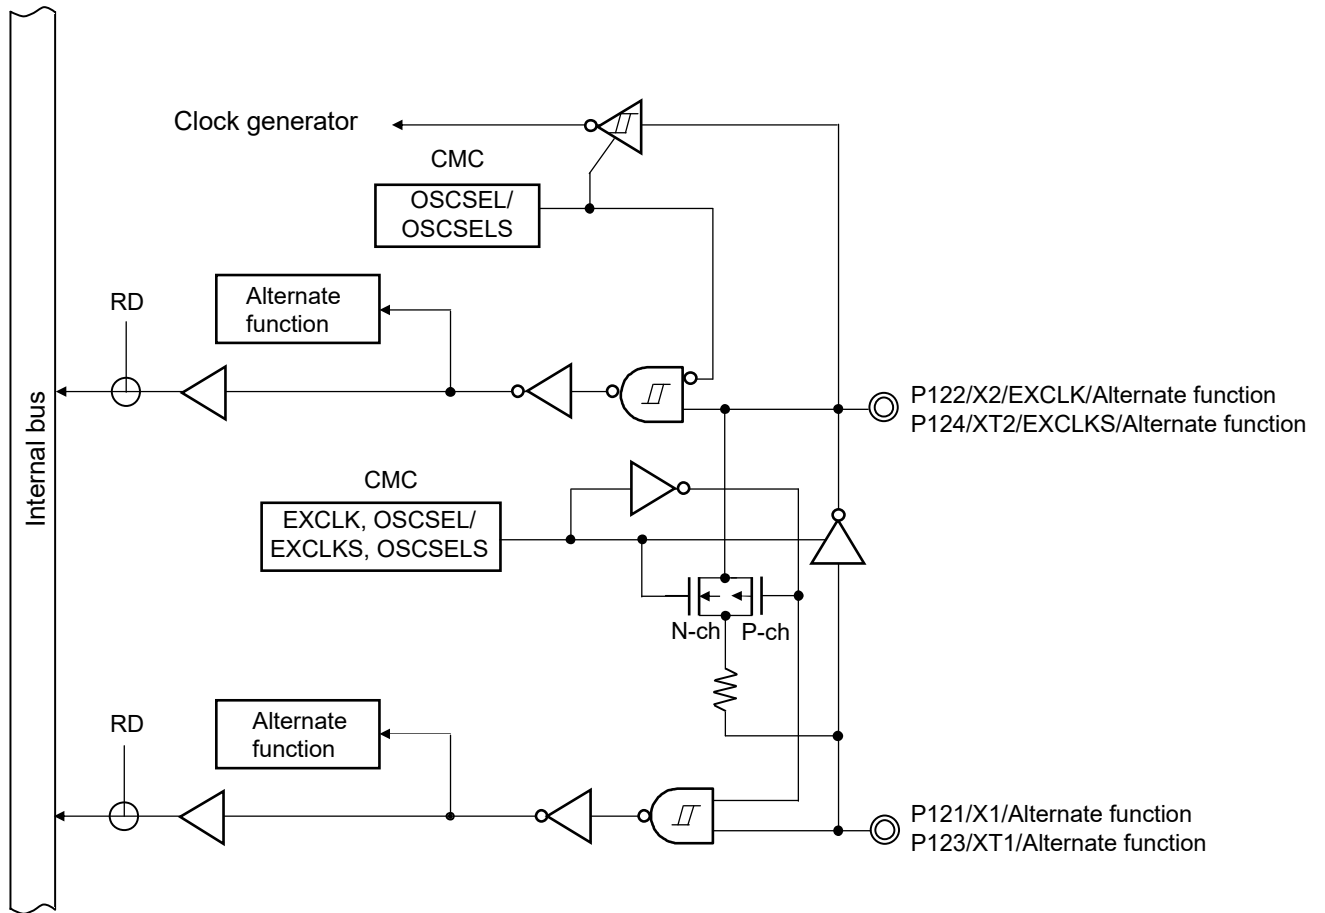 Clock generator
CMC
OSCSEL/
OSCSELS
RD
Alternate
function
Internal bus
P122/X2/EXCLK/Alternate function
P124/XT2/EXCLKS/Alternate function
CMC
EXCLK, OSCSEL/
EXCLKS, OSCSELS
N-ch
P-ch
RD
Alternate
function
P121/X1/Alternate function
P123/XT1/Alternate function